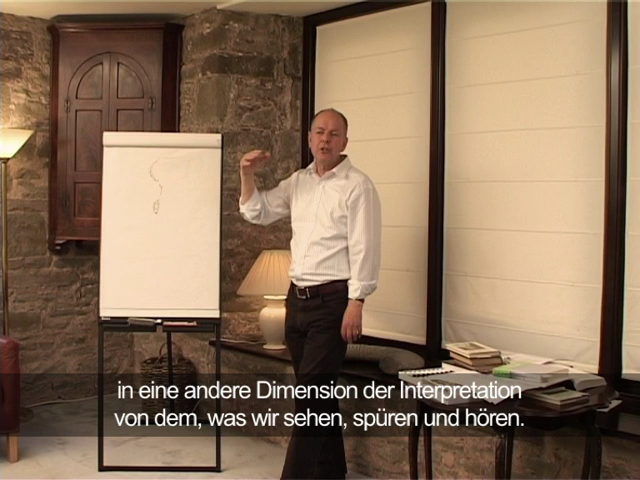 in eine andere Dimension der Interpretation
von dem, was wir sehen, spüren und hören.